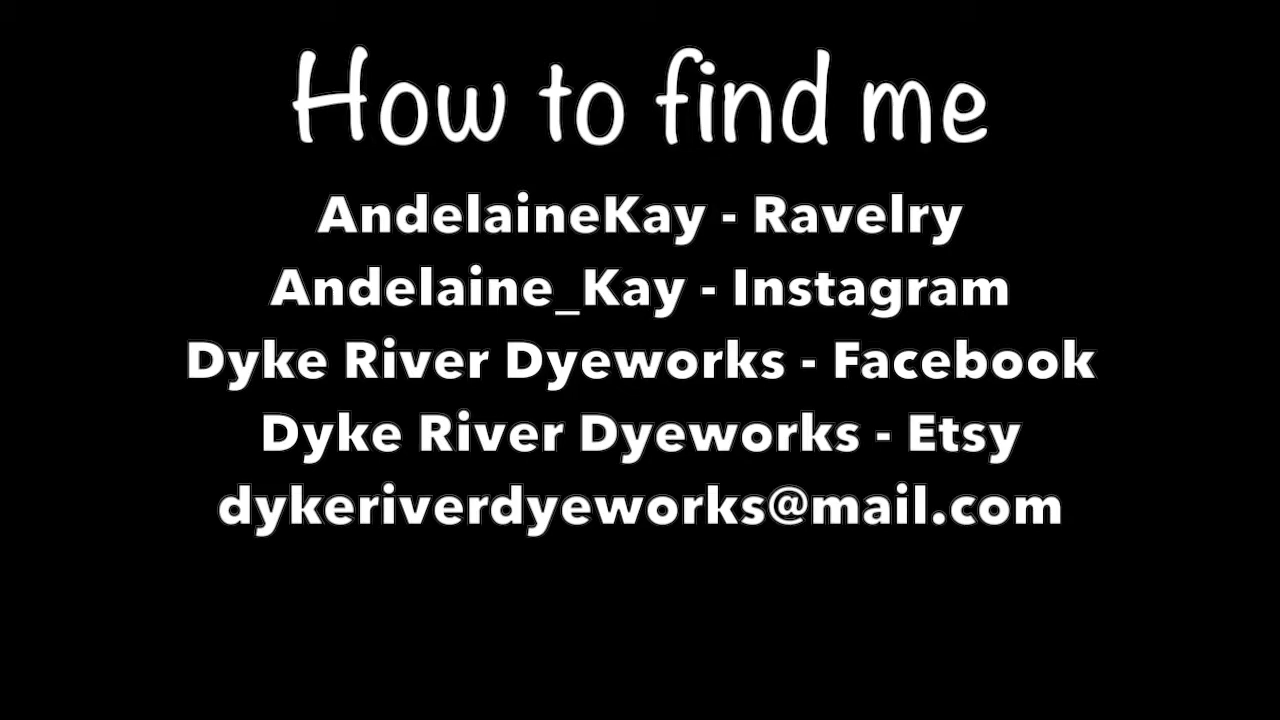 How to find me
AndelaineKay - Ravelry
Andelaine_Kay - Instagram
Dyke River Dyeworks - Facebook
Dyke River Dyeworks - Etsy
dykeriverdyeworks@mail.com